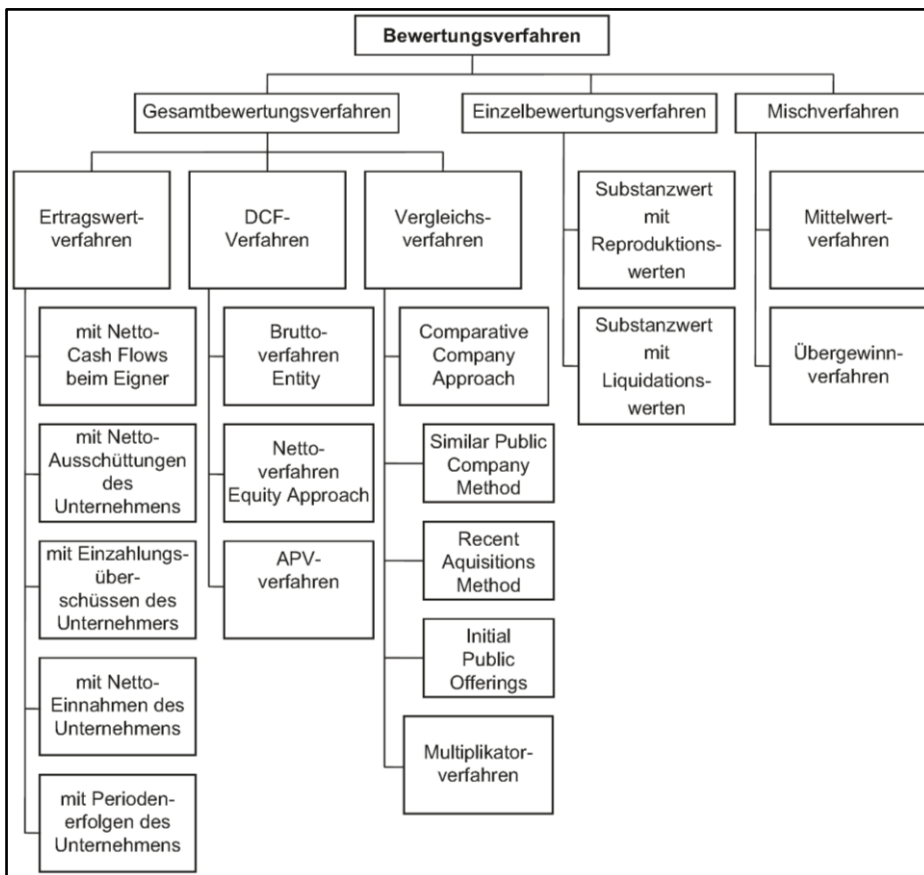 Bewertungsverfahren
Gesamtbewertungsverfahren
Einzelbewertungsverfahren
Mischverfahren
Ertragswert-
verfahren
DCF-
Verfahren
Vergleichs-
verfahren
Substanzwert
mit
Reproduktions-
werten
Mittelwert-
verfahren
mit Netto-
Cash Flows
beim Eigner
Brutto-
verfahren
Entity
Comparative
Company
Approach
Substanzwert
mit
Liquidations-
werten
Übergewinn-
verfahren
mit Netto-
Ausschüttungen
des
Unternehmens
Netto-
verfahren
Equity Approach
Similar Public
Company
Method
mit Einzahlungs-
über-
schüssen des
Unternehmers
APV-
verfahren
Recent
Aquisitions
Method
mit Netto-
Einnahmen des
Unternehmens
Initial
Public
Offerings
Multiplikator-
verfahren
mit Perioden-
erfolgen des
Unternehmens